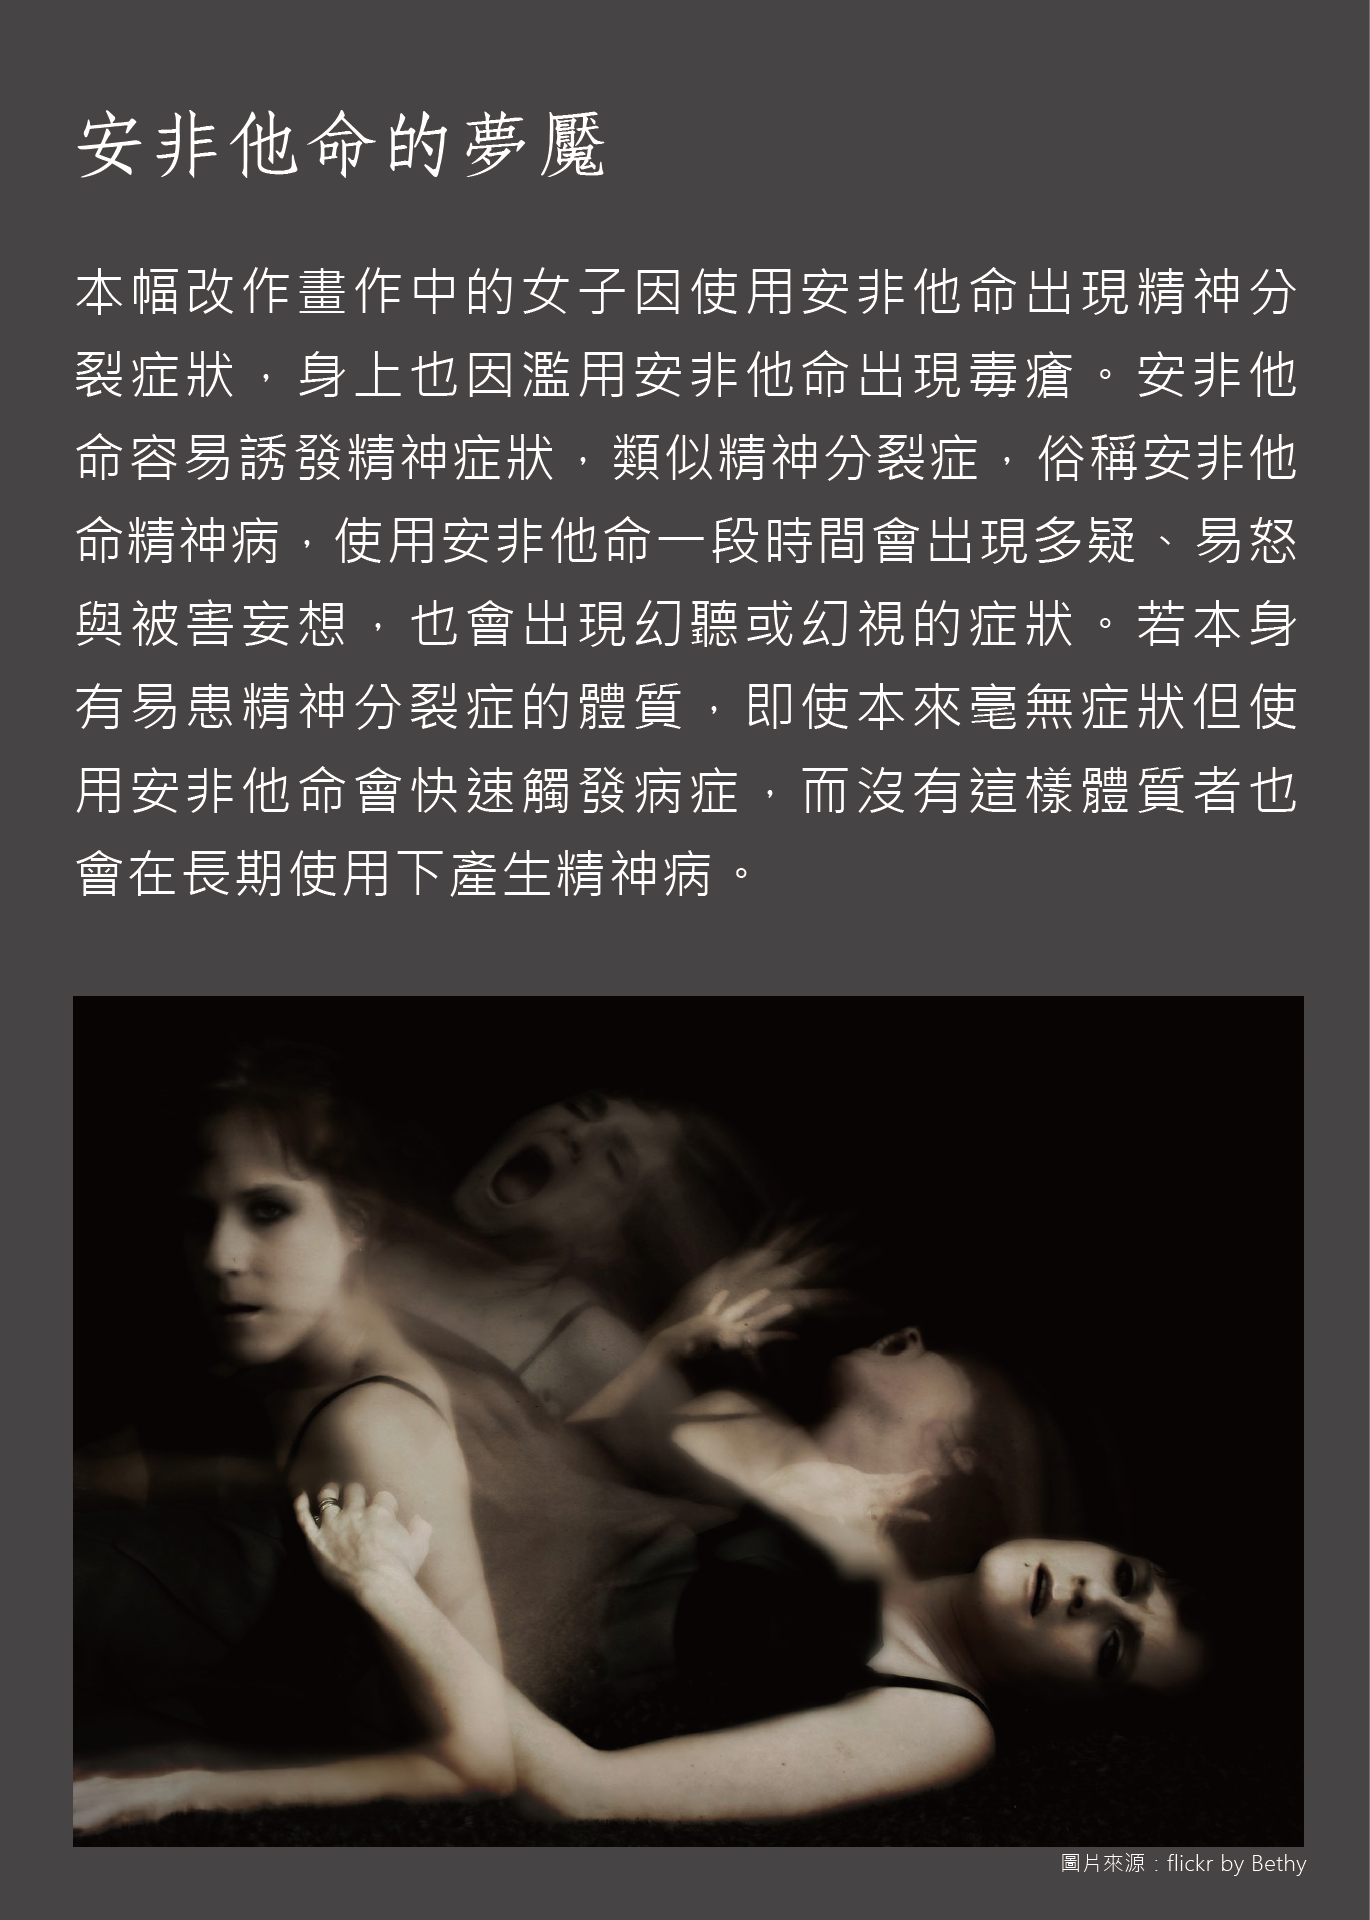 安非他命的夢魘
本幅改作畫作中的女子因使用安非他命出現精神分
裂症狀，身上也因濫用安非他命出現毒瘡。安非他
命容易誘發精神症狀，類似精神分裂症，俗稱安非他
命精神病，使用安非他命一段時間會出現多疑、易怒
與被害妄想，也會出現幻聽或幻視的症狀。若本身
有易患精神分裂症的體質，即使本來毫無症狀但使
用安非他命會快速觸發病症，而沒有這樣體質者也
會在長期使用下產生精神病。
圖片來源：flickr by Bethy